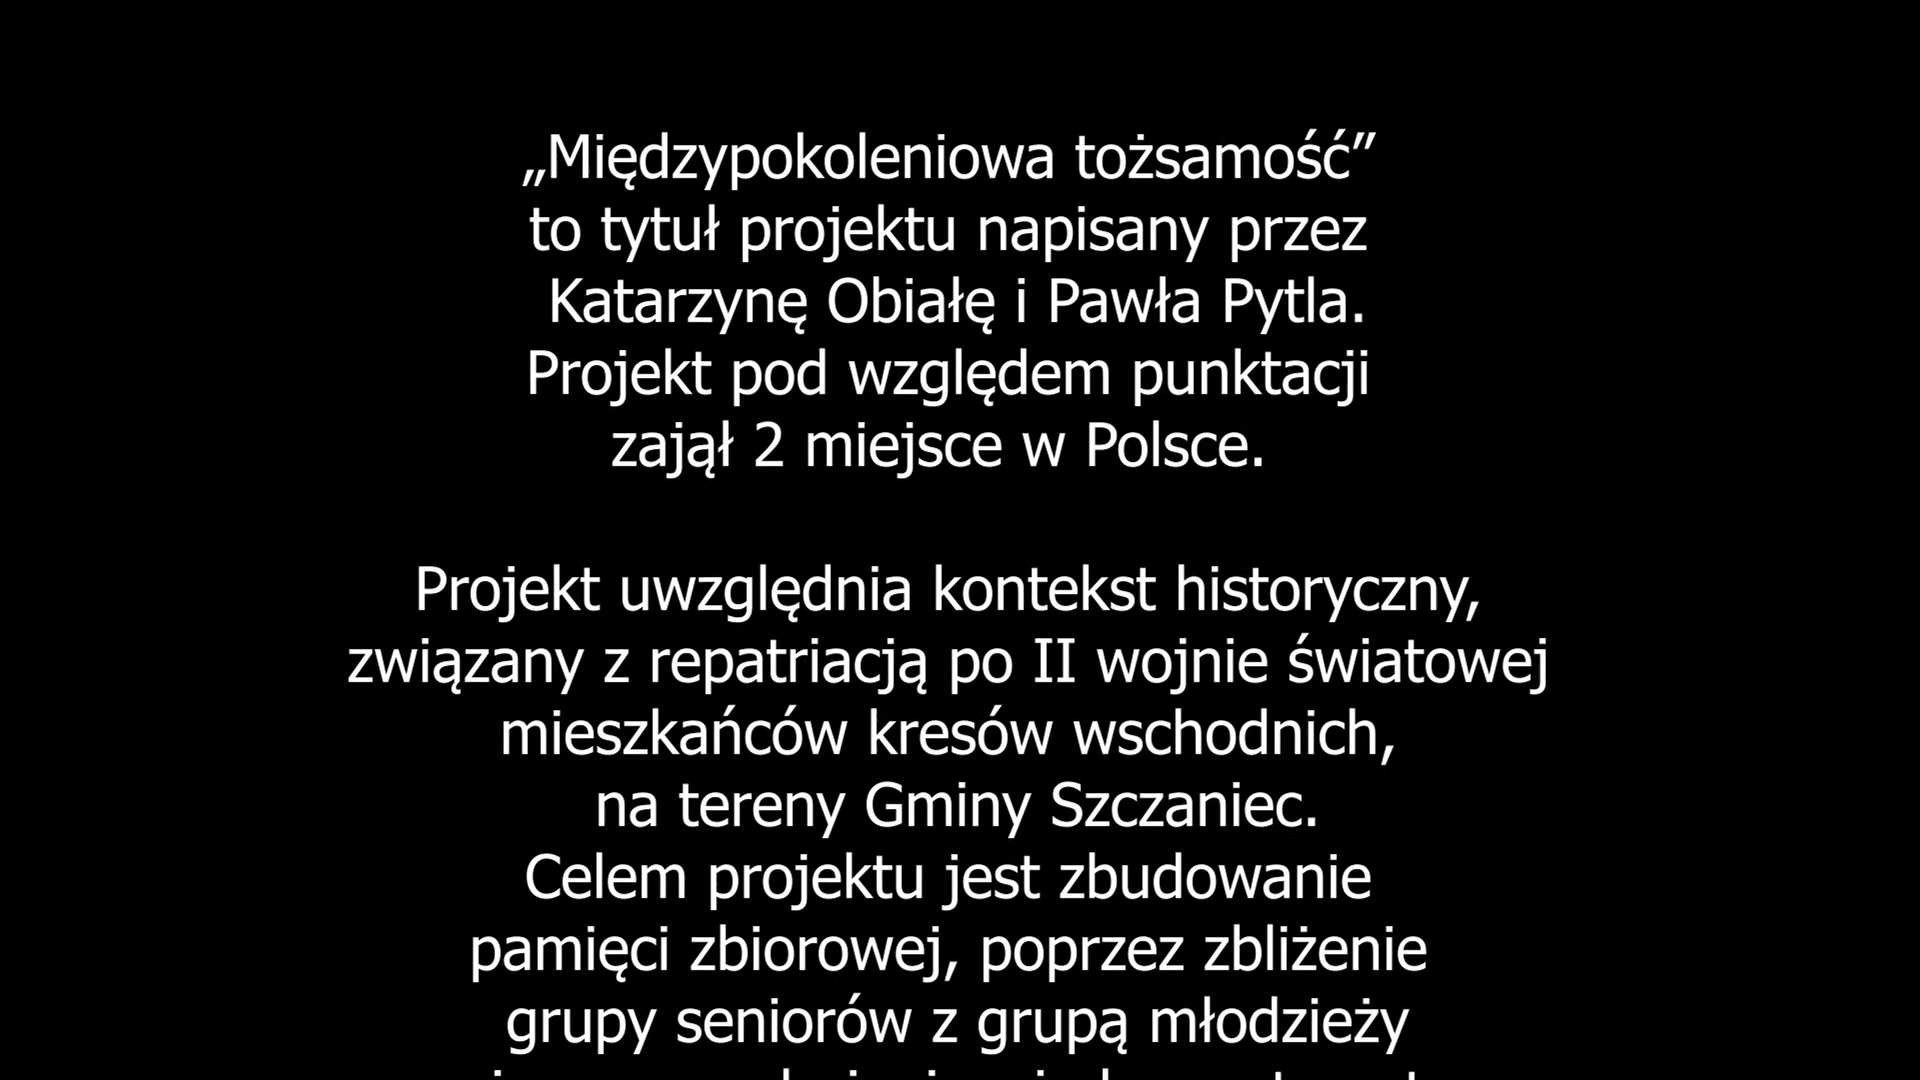 „Międzypokoleniowa tożsamość”
to tytuł projektu napisany przez
Katarzynę Obiałę i Pawła Pytla.
Projekt pod względem punktacji
zajął 2 miejsce w Polsce.
Projekt uwzględnia kontekst historyczny,
związany z repatriacją po II wojnie światowej
mieszkańców kresów wschodnich,
na tereny Gminy Szczaniec.
Celem projektu jest zbudowanie
pamięci zbiorowej, poprzez zbliżenie
grupy seniorów z grupą młodzieży